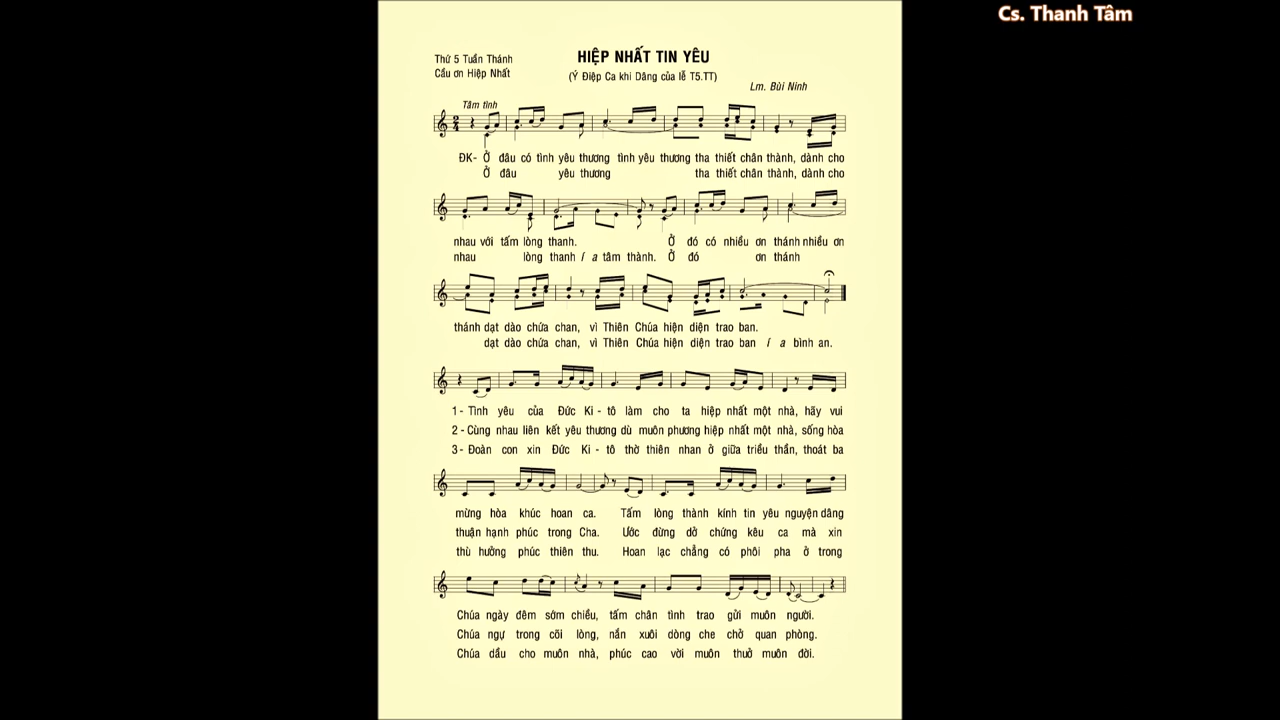 Cs. Thanh Tâm
Thứ 5 Tuần Thánh
Cầu ơn Hiệp Nhất
HIỆP NHẤT TIN YÊU
(Ý Điệp Ca khi Dâng của lễ T5.TT)
Lm. Bùi Ninh
Tâm tình
2
4
ĐK- Ở đâu có tình yêu thương tình yêu thương tha thiết chân thành, dành cho
Ở đâu yêu thương tha thiết chân thành, dành cho
nhau với tấm lòng thanh. Ở đó có nhiều ơn thánh nhiều ơn
nhau lòng thanh í a tâm thành. Ở đó ơn thánh
thánh dạt dào chứa chan, vì Thiên Chúa hiện diện trao ban.
dạt dào chứa chan, vì Thiên Chúa hiện diện trao ban í a bình an.
1 - Tình yêu của Đức Ki - tô làm cho ta hiệp nhất một nhà, hãy vui
2 - Cùng nhau liên kết yêu thương dù muôn phương hiệp nhất một nhà, sống hòa
3 - Đoàn con xin Đức Ki - tô thờ thiên nhan ở giữa triều thần, thoát ba
mừng hòa khúc hoan ca. Tấm lòng thành kính tin yêu nguyện dâng
thuận hạnh phúc trong Cha. Ước đừng dở chứng kêu ca mà xin
thù hưởng phúc thiên thu. Hoan lạc chẳng có phôi pha ở trong
Chúa ngày đêm sớm chiều, tấm chân tình trao gửi muôn người.
Chúa ngự trong cõi lòng, nắn xuôi dòng che chở quan phòng.
Chúa dầu cho muôn nhà, phúc cao vời muôn thuở muôn đời.